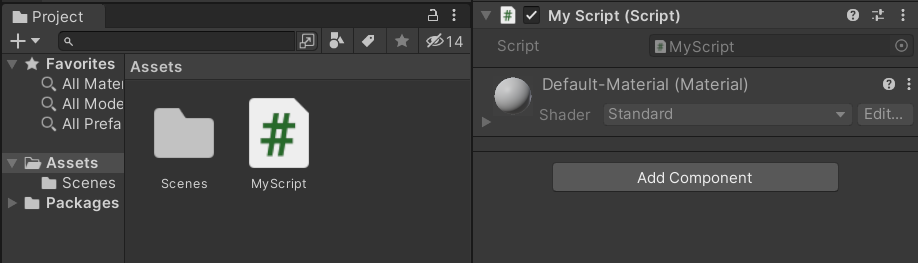 Project
14
Favorites
All Mater
All Mode
All Prefa
Assets
Scenes
Packages
Assets
Scenes
MyScript
My Script (Script)
Script
MyScript
Default-Material (Material)
Shader
Standard
Edit...
Add Component